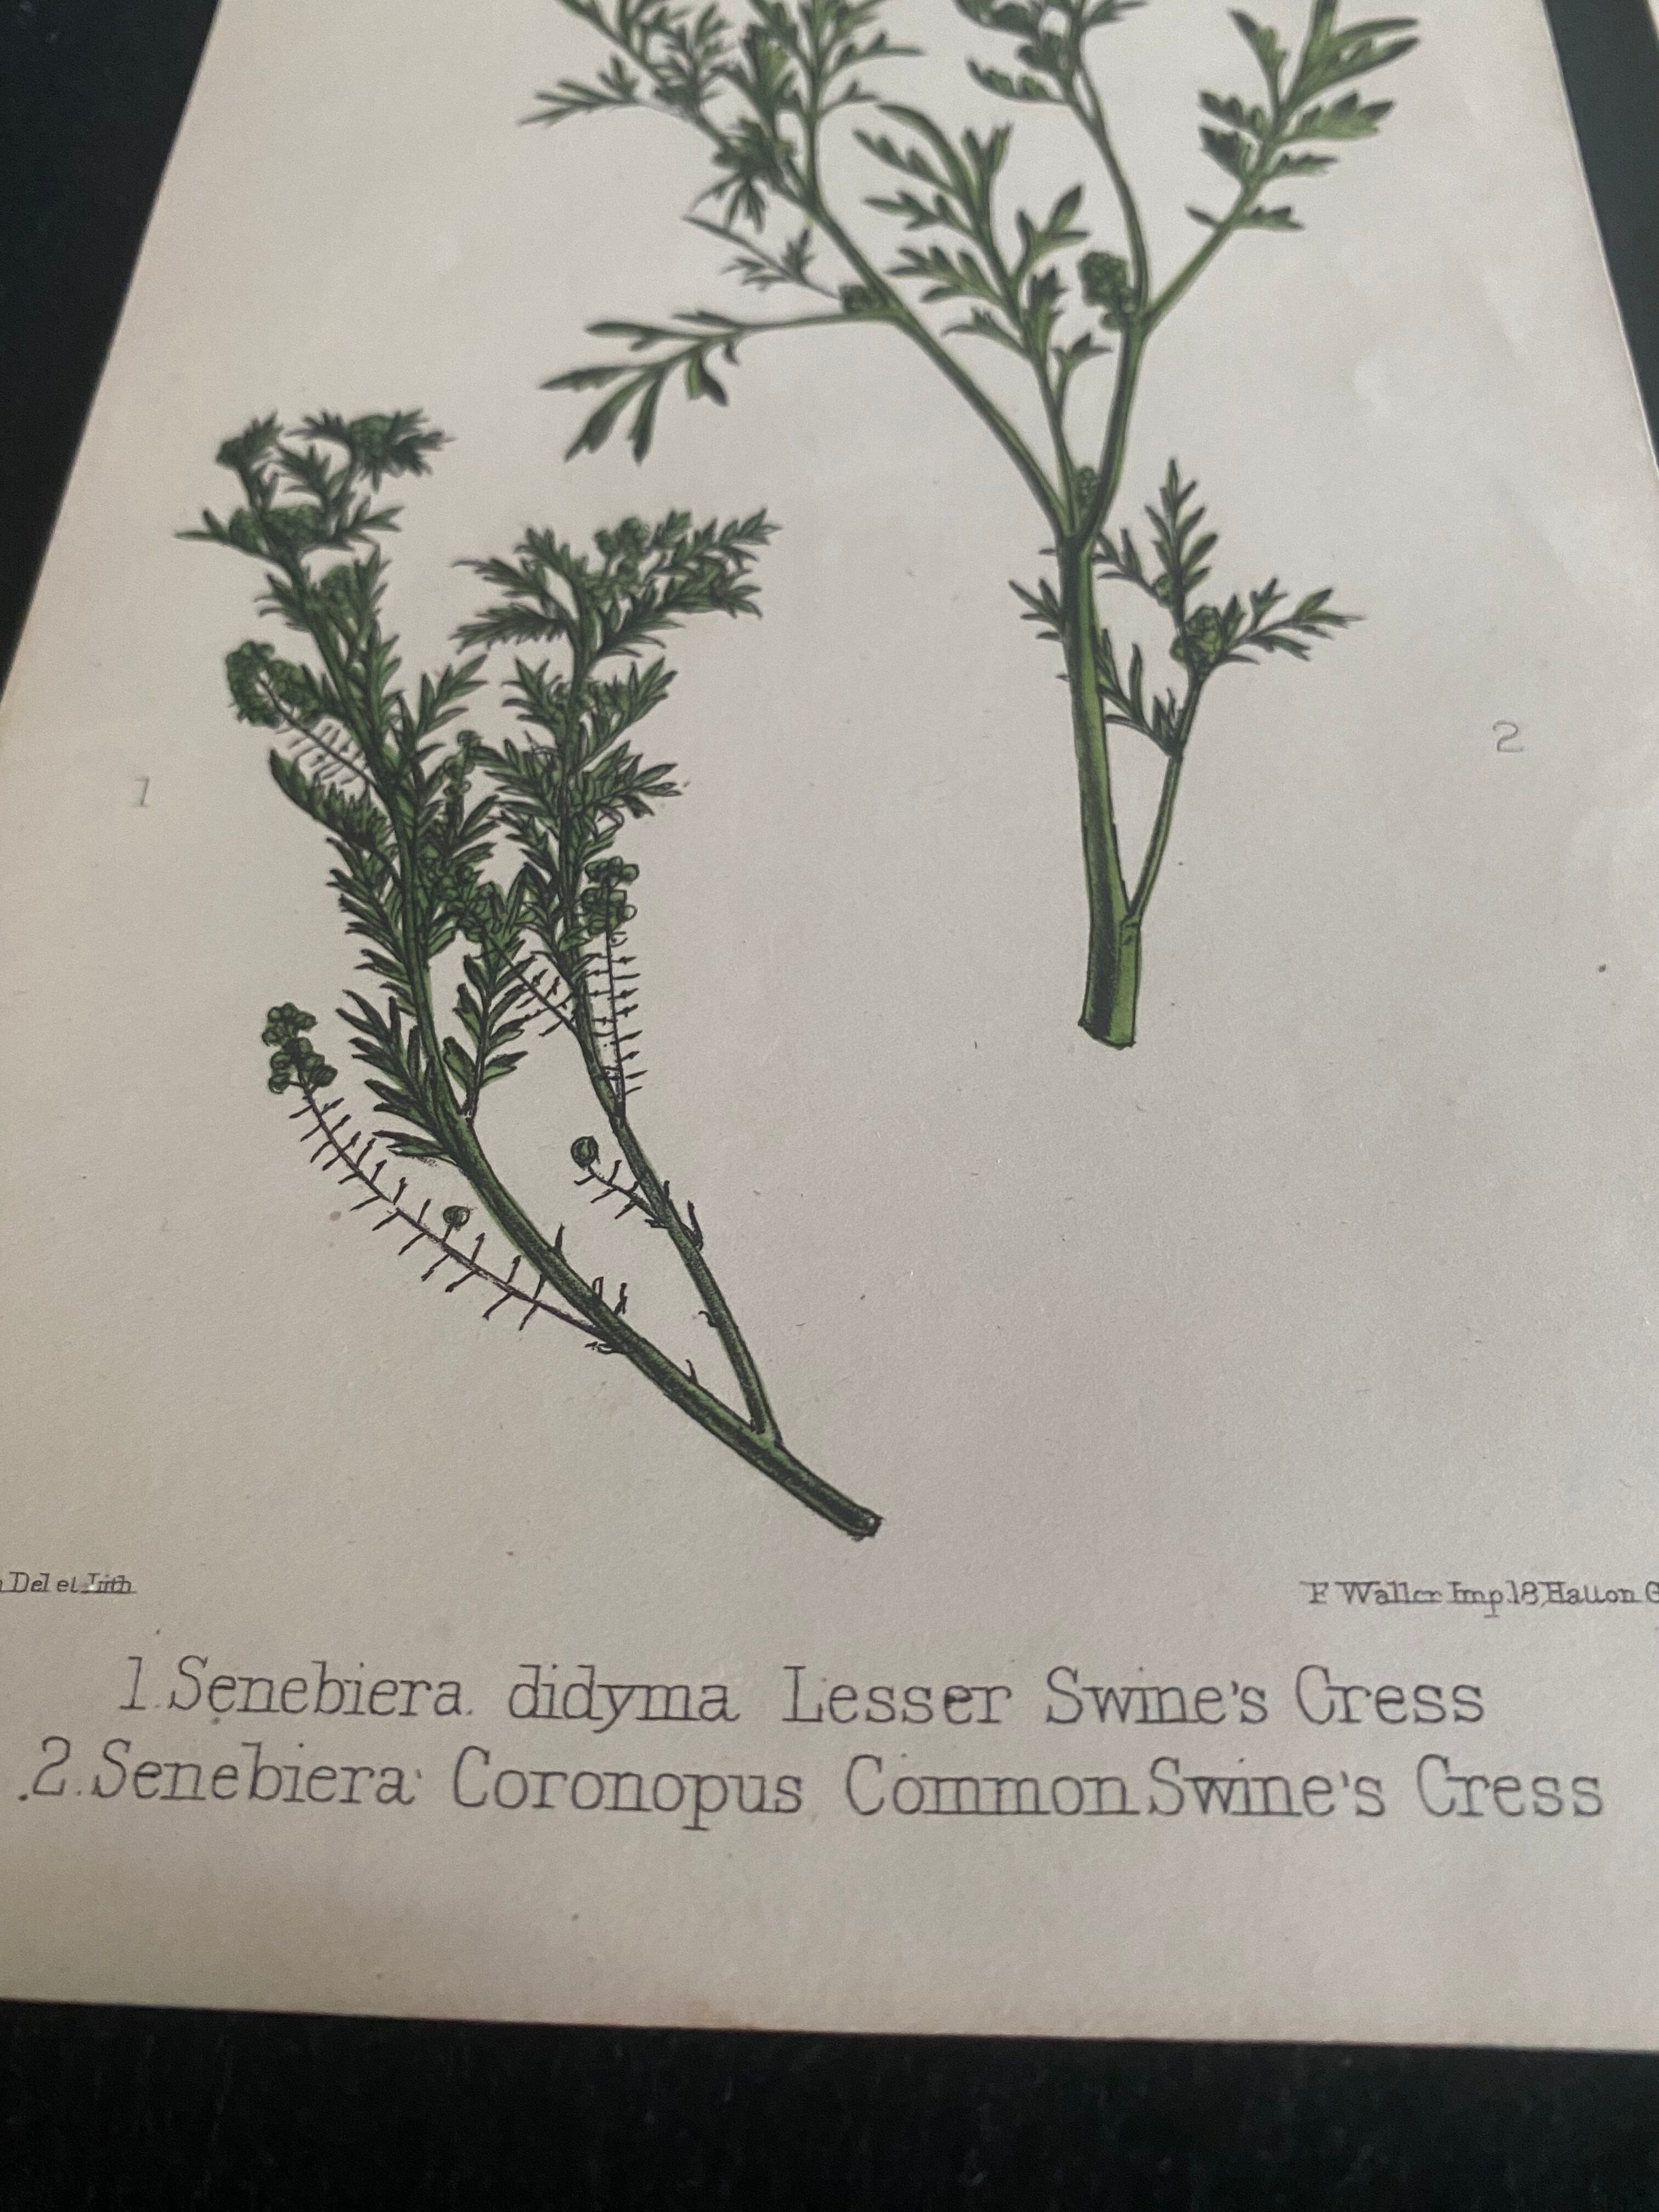 1
2
Del et Lith
F Waller Imp. 18, Hatton G
1. Senebiera. didyma Lesser Swine's Cress
2. Senebiera Coronopus Common Swine's Cress